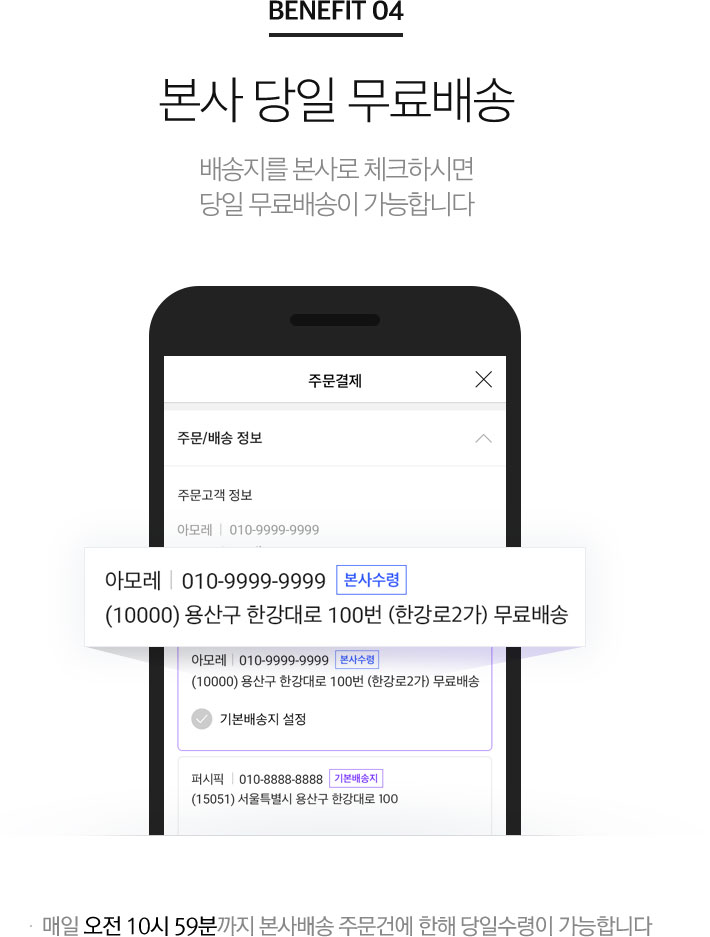 BENEFIT 04
본사 당일 무료배송
배송지를 본사로 체크하시면
당일 무료배송이 가능합니다
주문결제
주문/배송 정보
주문고객 정보
아모레 | 010-9999-9999
아모레 | 010-9999-9999 본사수령
(10000) 용산구 한강대로 100번 (한강로2가) 무료배송
아모레 | 010-9999-9999 본사수령
(10000) 용산구 한강대로 100번 (한강로2가) 무료배송
기본배송지 설정
퍼시픽 | 010-8888-8888 기본배송지
(15051) 서울특별시 용산구 한강대로 100
· 매일 오전 10시 59분까지 본사배송 주문건에 한해 당일수령이 가능합니다